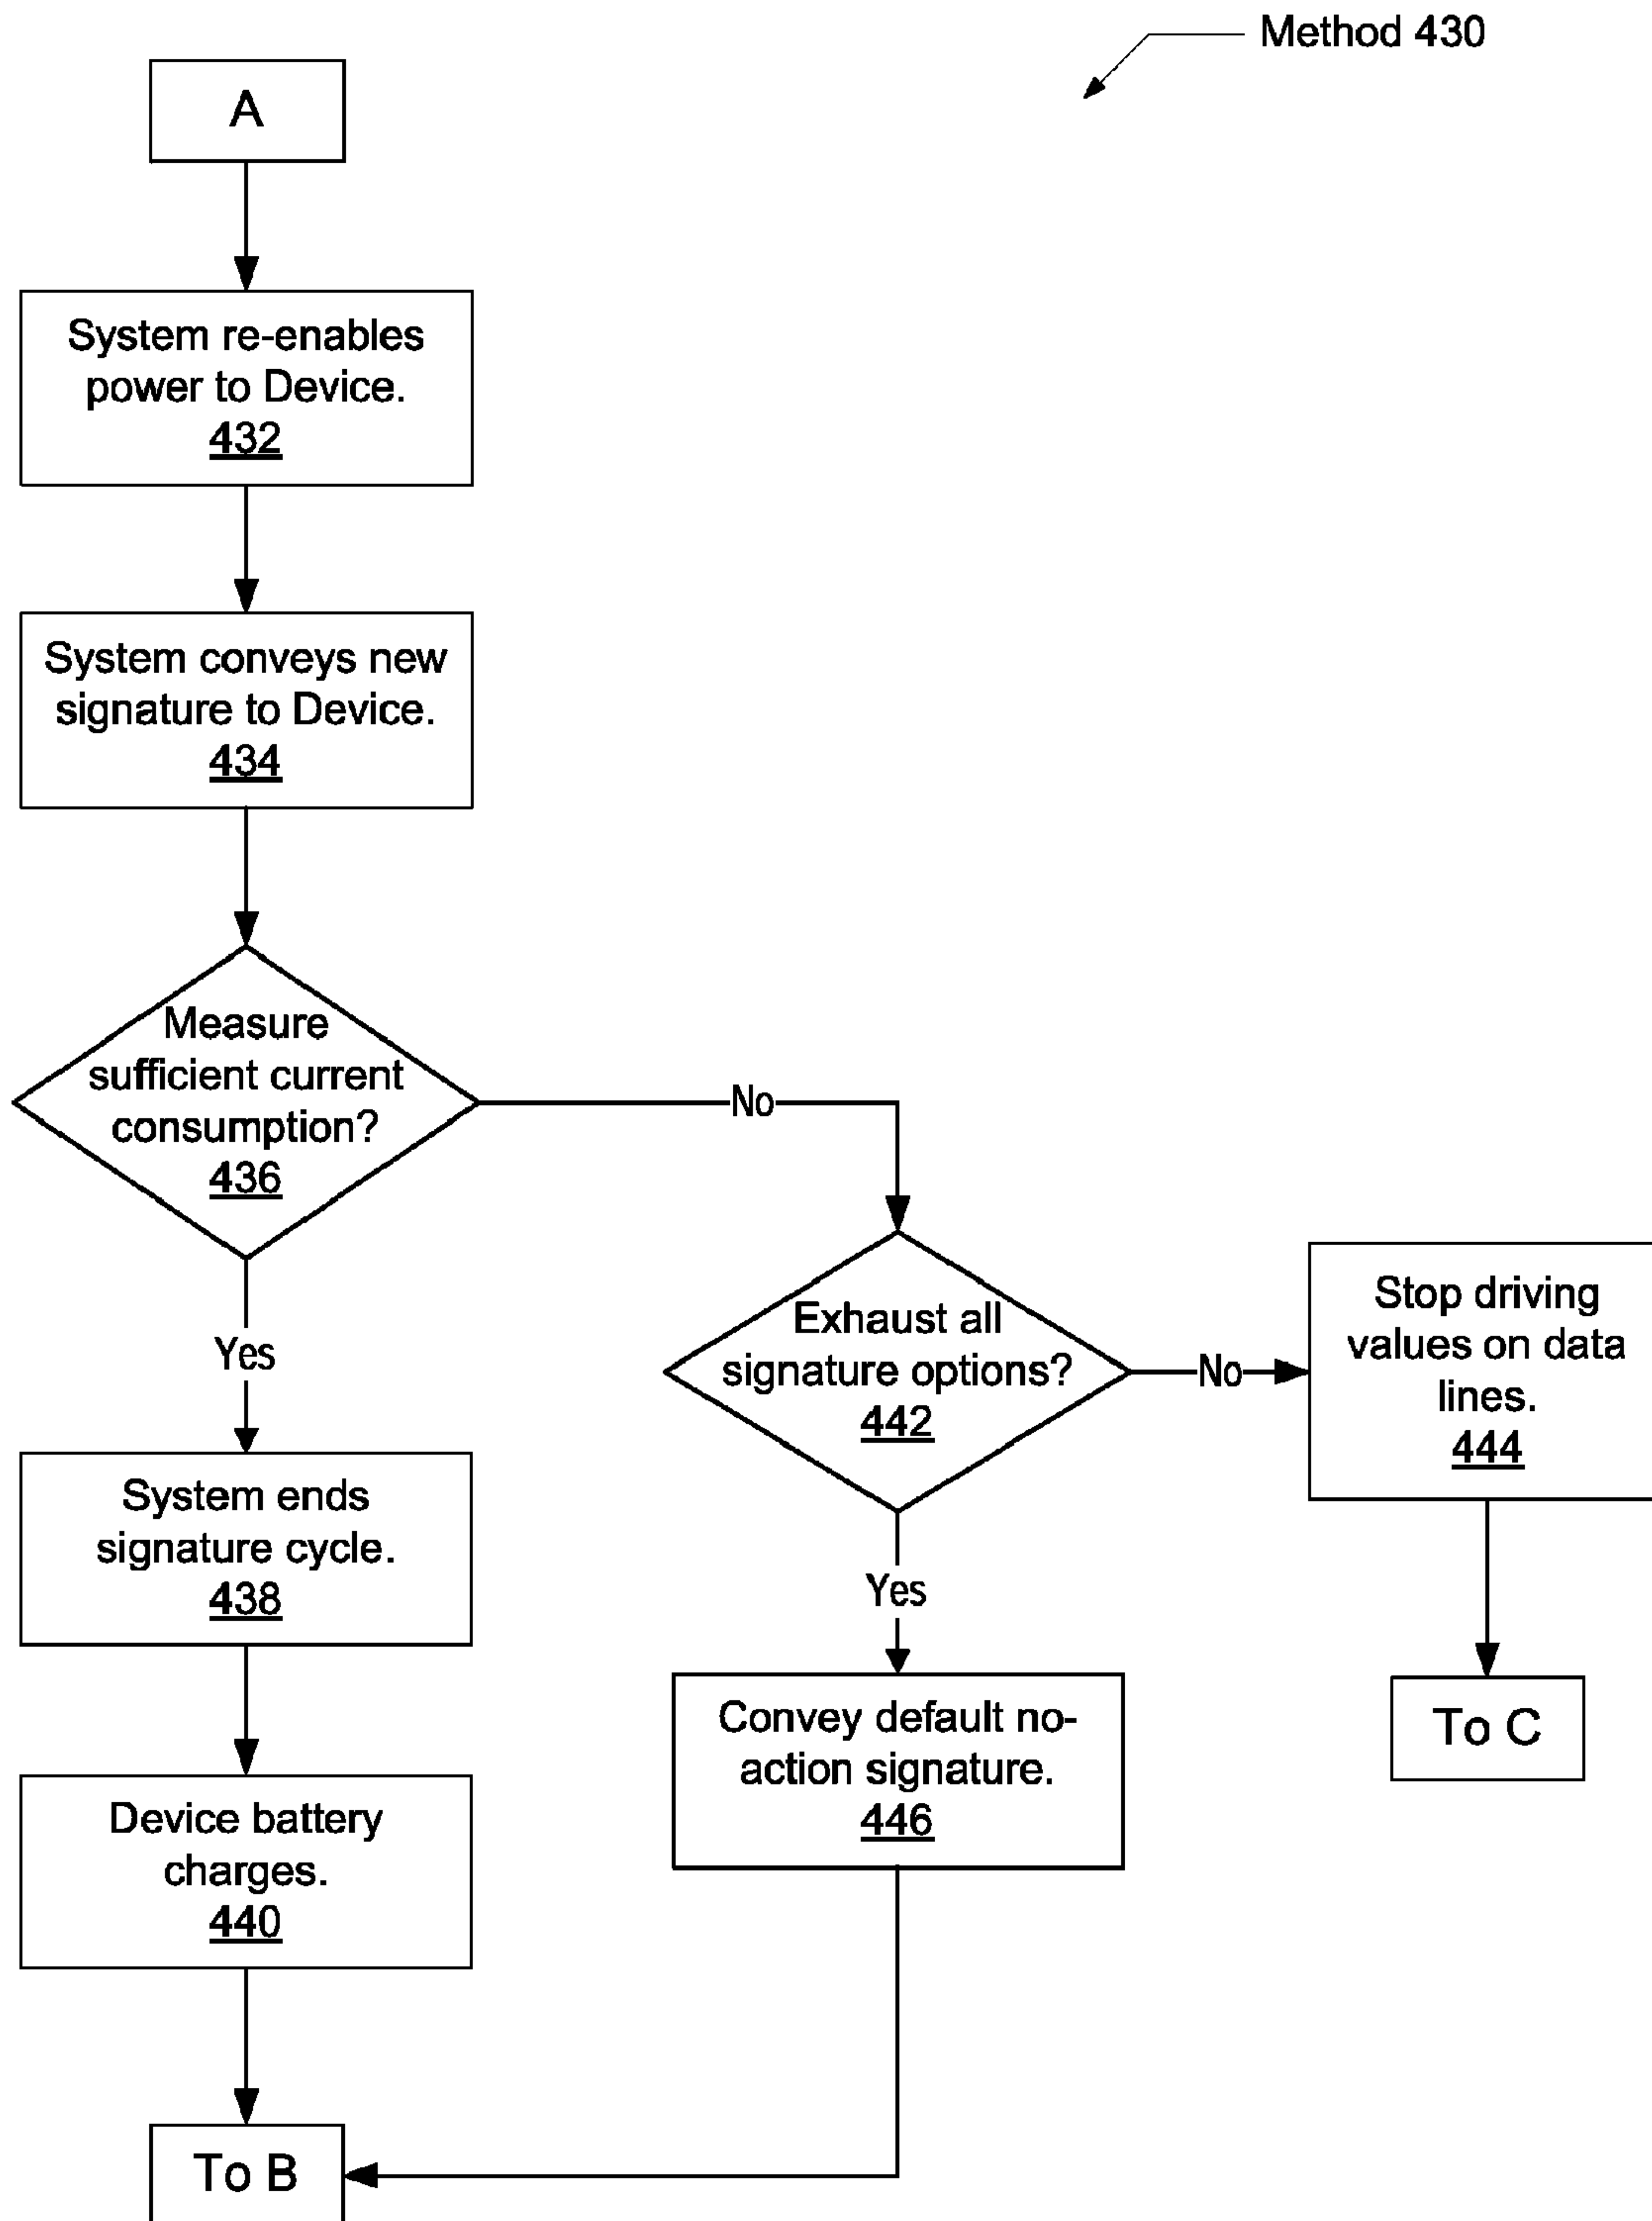 Method 430
A
System re-enables
power to Device.
432
System conveys new
signature to Device.
434
Measure
sufficient current
consumption?
436
No
Yes
Exhaust all
signature options?
442
No
Stop driving
values on data
lines.
444
System ends
signature cycle.
438
Yes
Convey default no-
action signature.
446
To C
Device battery
charges.
440
To B